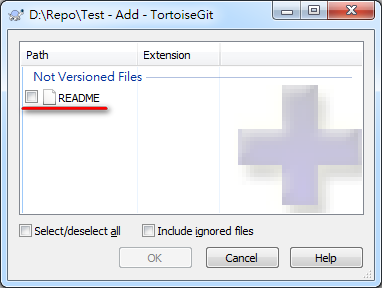 D:\Repo\Test - Add - TortoiseGit
Path Extension
Not Versioned Files
README
Select/deselect all Include ignored files
OK Cancel Help